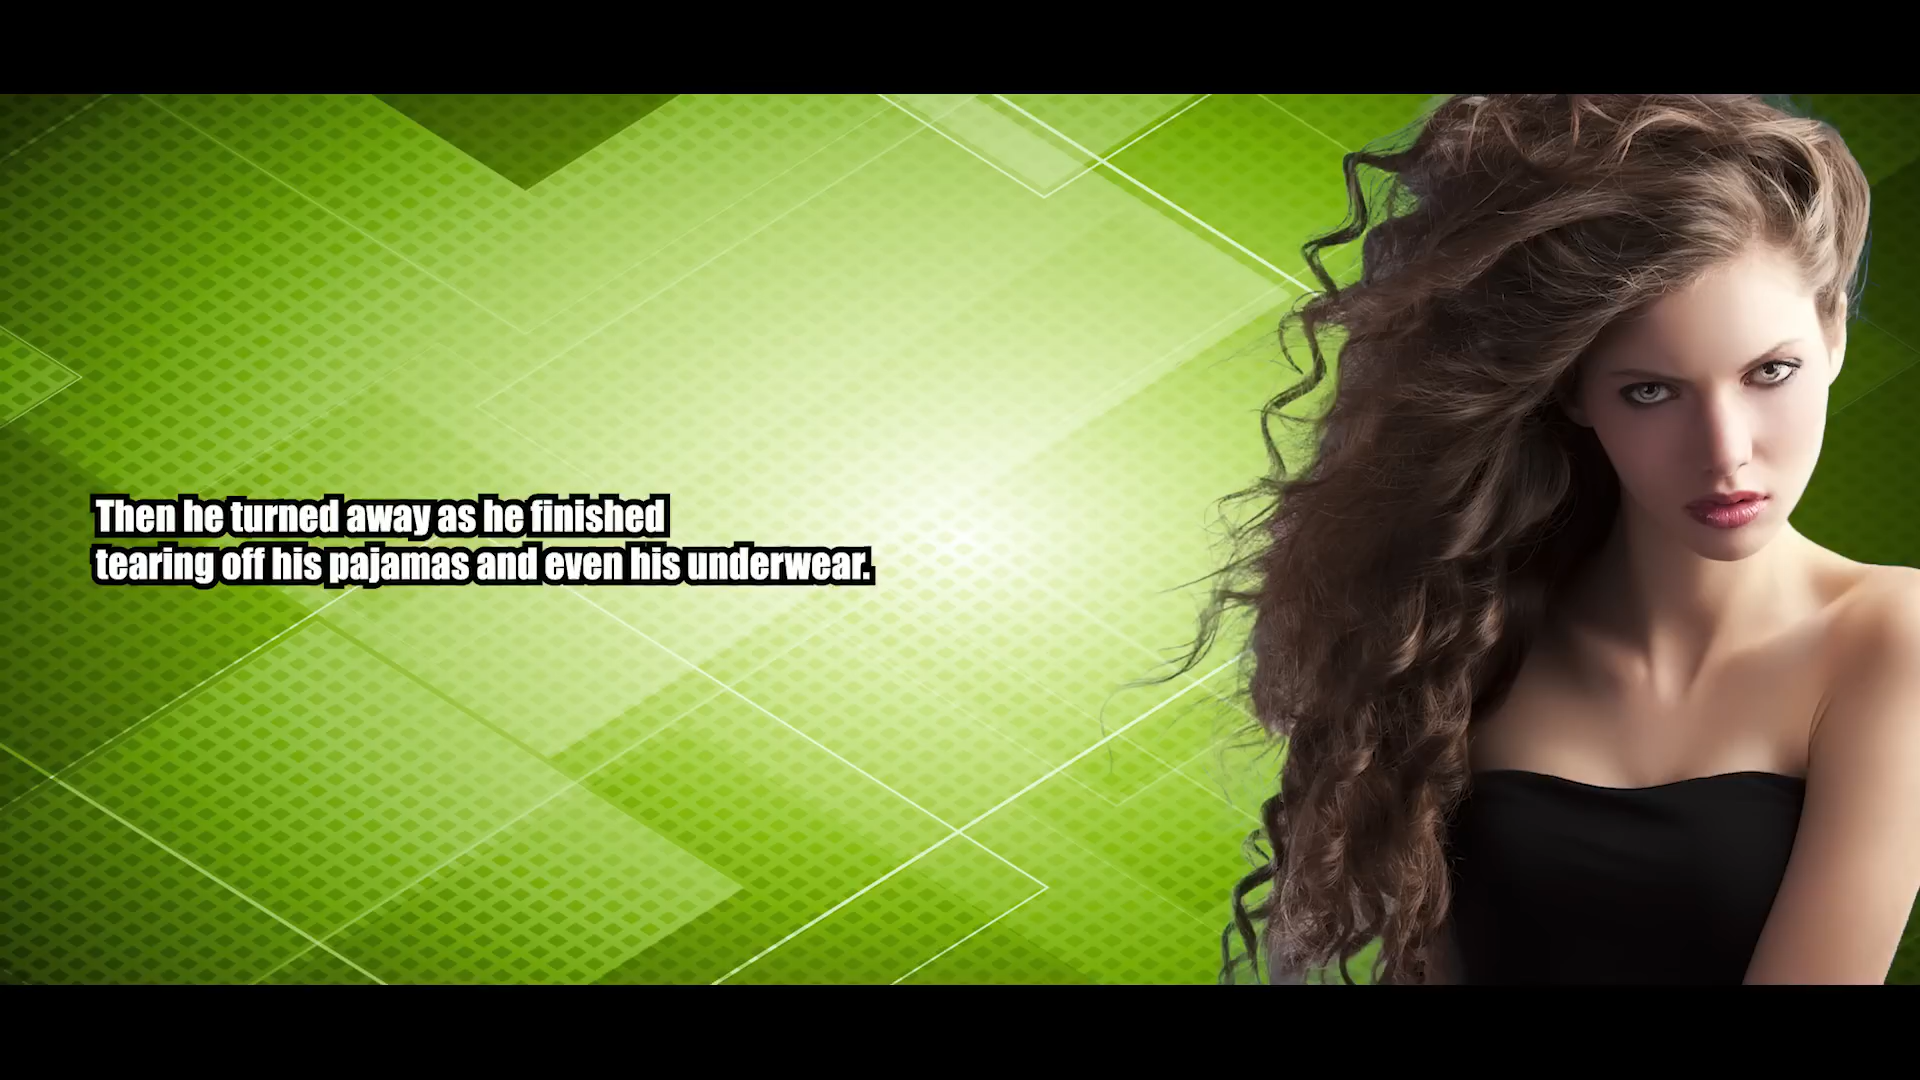 Then he turned away as he finished
tearing off his pajamas and even his underwear.